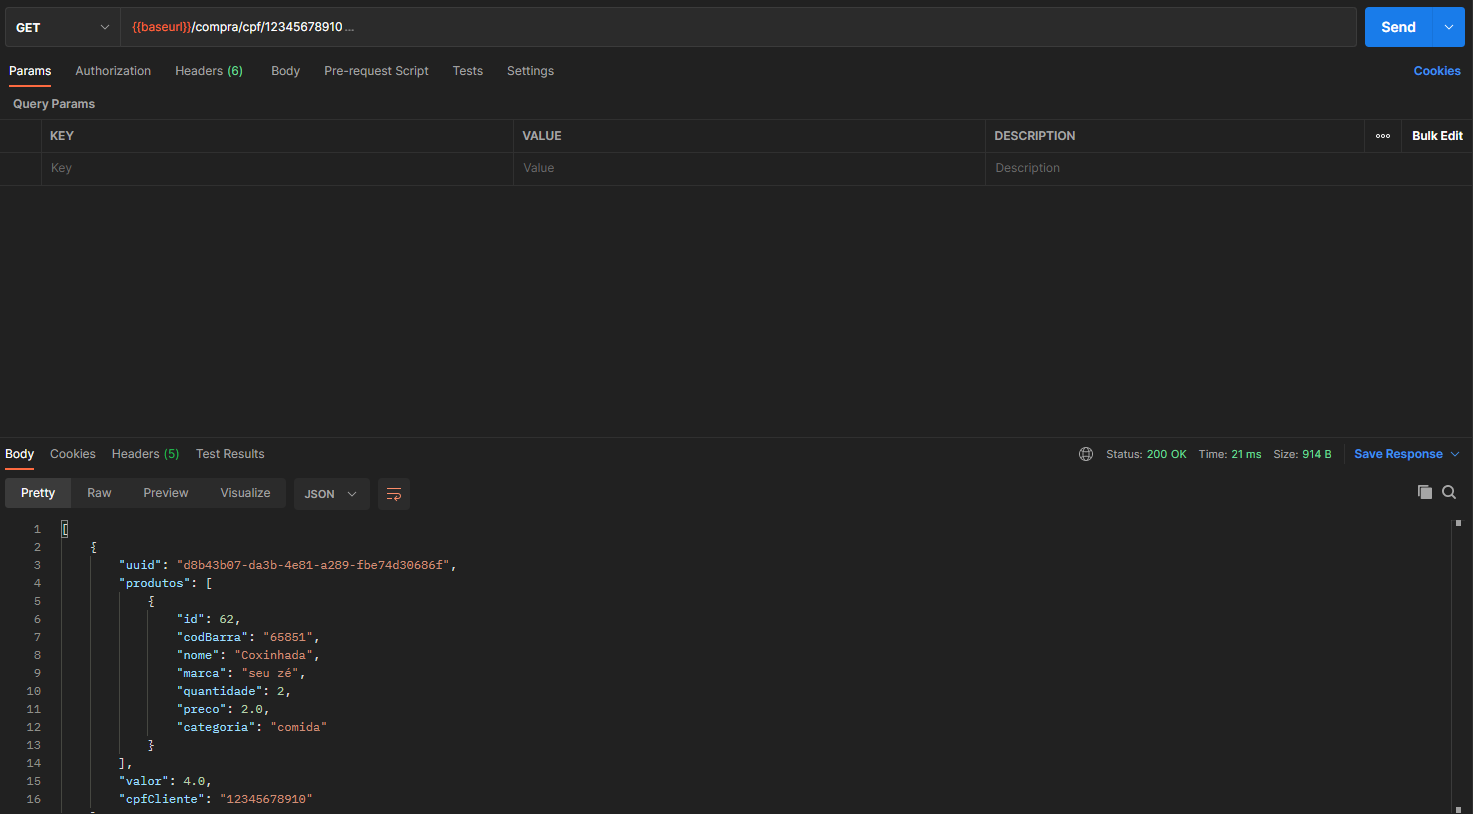 GET {{baseurl}}/compra/cpf/12345678910... Send
Params Authorization Headers (6) Body Pre-request Script Tests Settings Cookies
Query Params
KEY VALUE DESCRIPTION ooo Bulk Edit
Key Value Description
Body Cookies Headers (5) Test Results Status: 200 OK Time: 21 ms Size: 914 B Save Response
Pretty Raw Preview Visualize JSON
1 [
2 {
3 "uuid": "d8b43b07-da3b-4e81-a289-fbe74d30686f",
4 "produtos": [
5 {
6 "id": 62,
7 "codBarra": "65851",
8 "nome": "Coxinhada",
9 "marca": "seu zé",
10 "quantidade": 2,
11 "preco": 2.0,
12 "categoria": "comida"
13 }
14 ],
15 "valor": 4.0,
16 "cpfCliente": "12345678910"